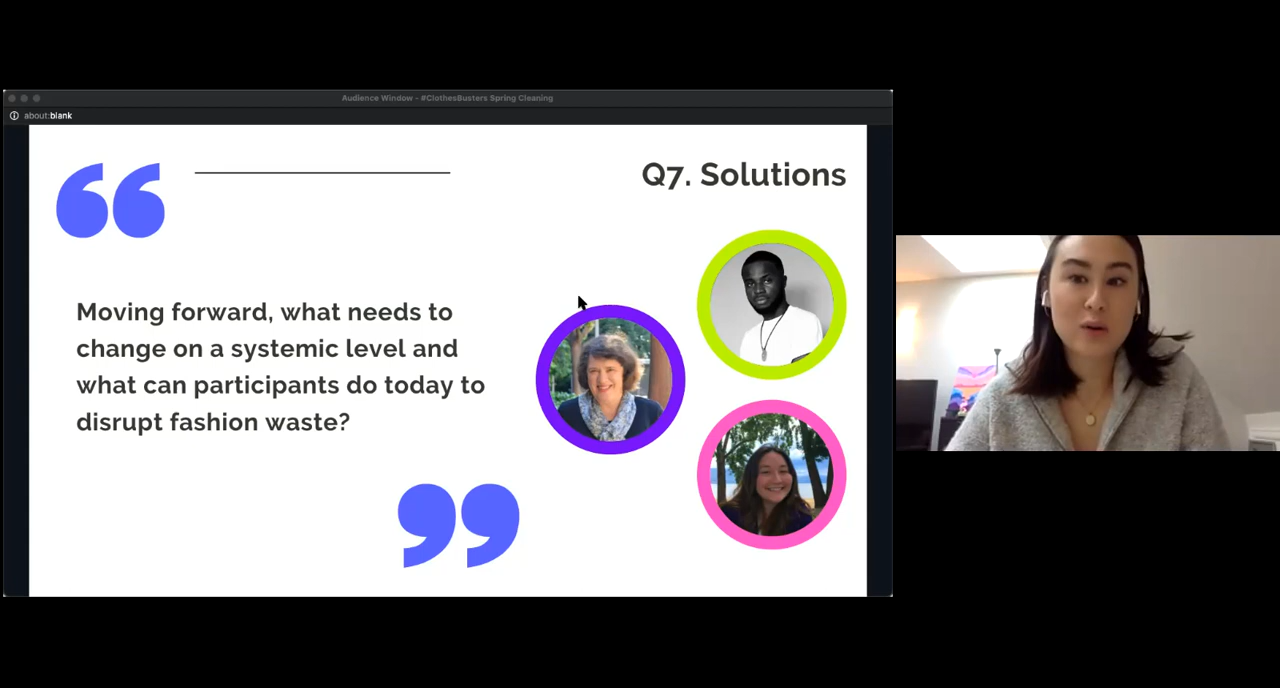 Audience Window - #ClothesBusters Spring Cleaning
about:blank
Q7. Solutions
Moving forward, what needs to
change on a systemic level and
what can participants do today to
disrupt fashion waste?